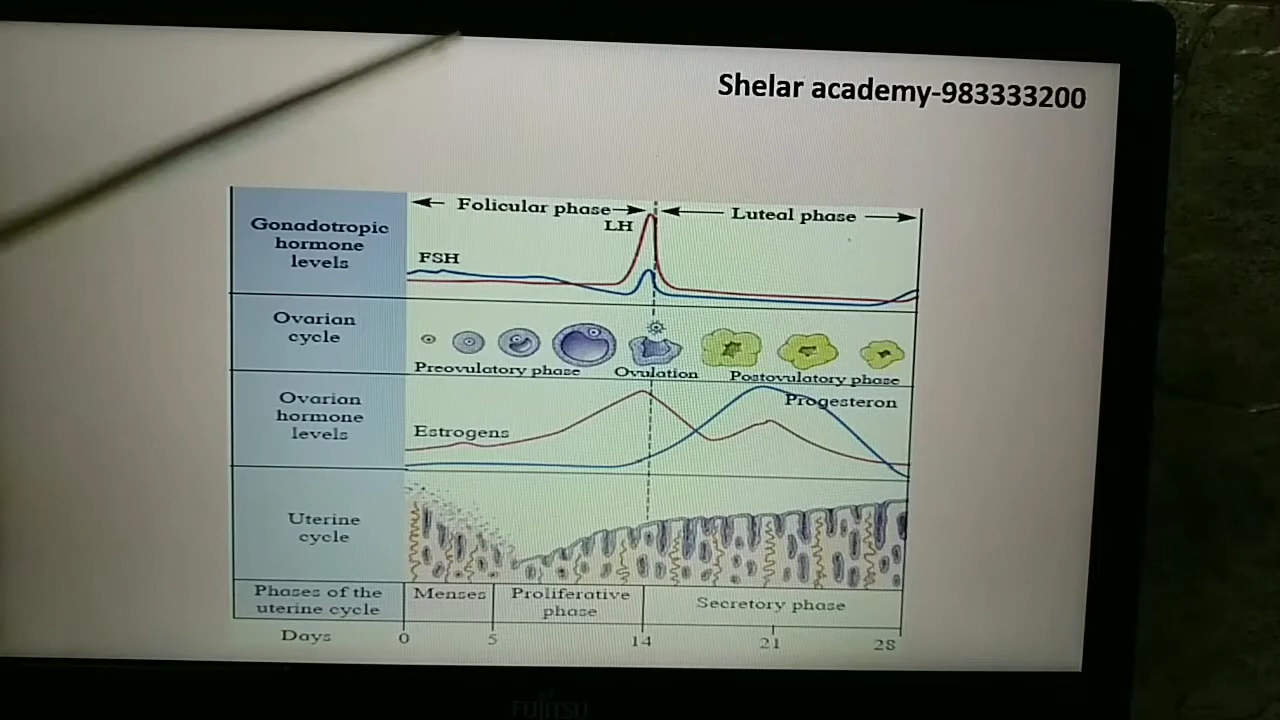 Shelar academy-983333200
Folicular phase
Luteal phase
Gonadotropic
hormone
levels
LH
FSH
Ovarian
cycle
Preovulatory phase
Ovulation
Postovulatory phase
Ovarian
hormone
levels
Progesteron
Estrogens
Uterine
cycle
Phases of the
uterine cycle
Menses
Proliferative
phase
Secretory phase
Days
0
5
14
21
28
FUJITSU